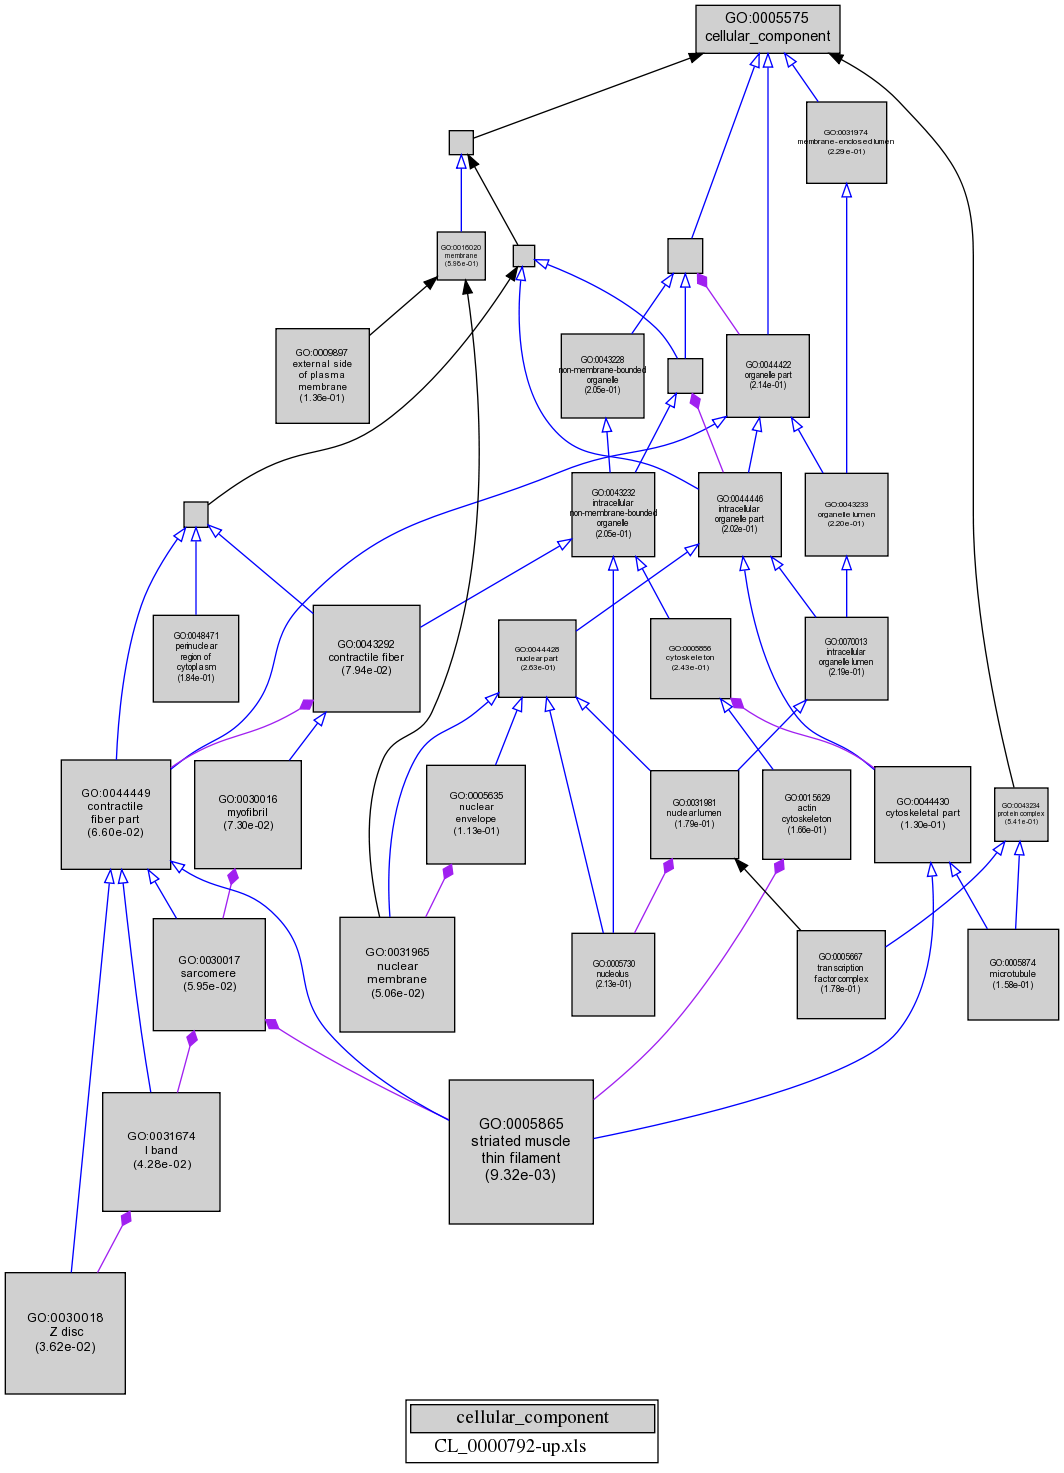 GO:0005575
cellular_component
GO:0031974
membrane-enclosed lumen
(2.29e-01)
GO:0016020
membrane
(5.96e-01)
GO:0009897
external side
of plasma
membrane
(1.36e-01)
GO:0043228
non-membrane-bounded
organelle
(2.05e-01)
GO:0044422
organelle part
(2.14e-01)
GO:0043232
intracellular
non-membrane-bounded
organelle
(2.05e-01)
GO:0044446
intracellular
organelle part
(2.02e-01)
GO:0043233
organelle lumen
(2.20e-01)
GO:0048471
perinuclear
region of
cytoplasm
(1.84e-01)
GO:0043292
contractile fiber
(7.94e-02)
GO:0044428
nuclear part
(2.63e-01)
GO:0005856
cytoskeleton
(2.43e-01)
GO:0070013
intracellular
organelle lumen
(2.19e-01)
GO:0044449
contractile
fiber part
(6.60e-02)
GO:0030016
myofibril
(7.30e-02)
GO:0005635
nuclear
envelope
(1.13e-01)
GO:0031981
nuclear lumen
(1.79e-01)
GO:0015629
actin
cytoskeleton
(1.66e-01)
GO:0044430
cytoskeletal part
(1.30e-01)
GO:0043234
protein complex
(5.41e-01)
GO:0030017
sarcomere
(5.95e-02)
GO:0031965
nuclear
membrane
(5.06e-02)
GO:0005730
nucleolus
(2.13e-01)
GO:0005667
transcription
factor complex
(1.78e-01)
GO:0005874
microtubule
(1.58e-01)
GO:0031674
I band
(4.28e-02)
GO:0005865
striated muscle
thin filament
(9.32e-03)
GO:0030018
Z disc
(3.62e-02)
cellular_component
CL_0000792-up.xls